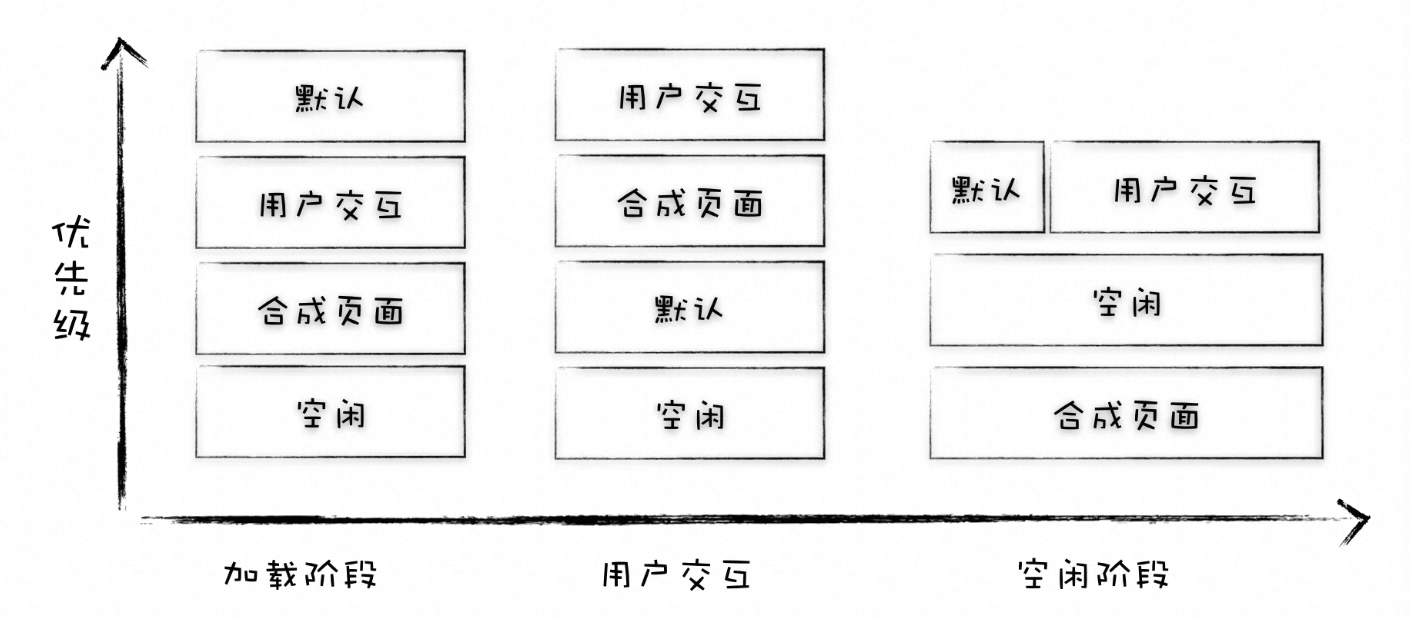 优先级
默认
用户交互
合成页面
空闲
用户交互
合成页面
默认
空闲
默认
用户交互
空闲
合成页面
加载阶段
用户交互
空闲阶段